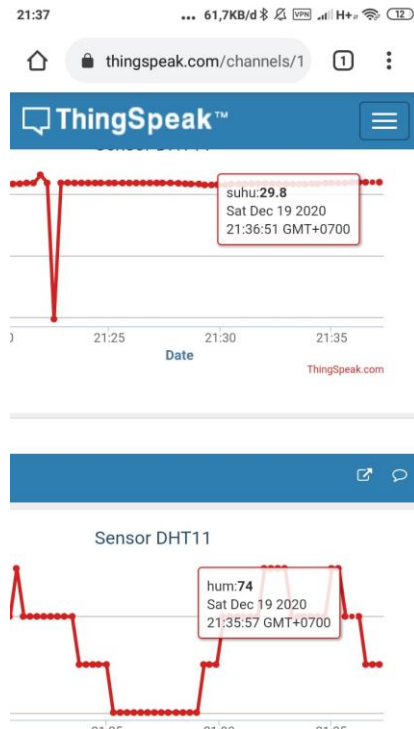 21:37
... 61,7KB/d VPN H+ 12
thingspeak.com/channels/1 1
ThingSpeak™
suhu:29.8
Sat Dec 19 2020
21:36:51 GMT+0700
21:25 21:30 21:35
Date
ThingSpeak.com
Sensor DHT11
hum:74
Sat Dec 19 2020
21:35:57 GMT+0700